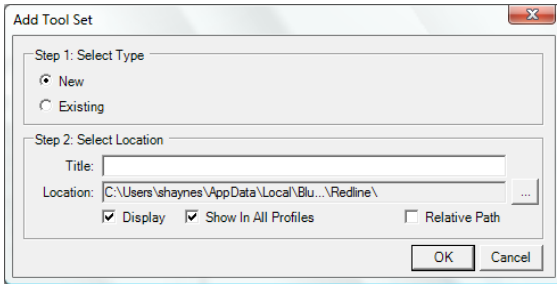 Add Tool Set
Step 1: Select Type
New
Existing
Step 2: Select Location
Title:
Location: C:\Users\shaynes\AppData\Local\Blu...\Redline\ ...
Display Show In All Profiles Relative Path
OK Cancel